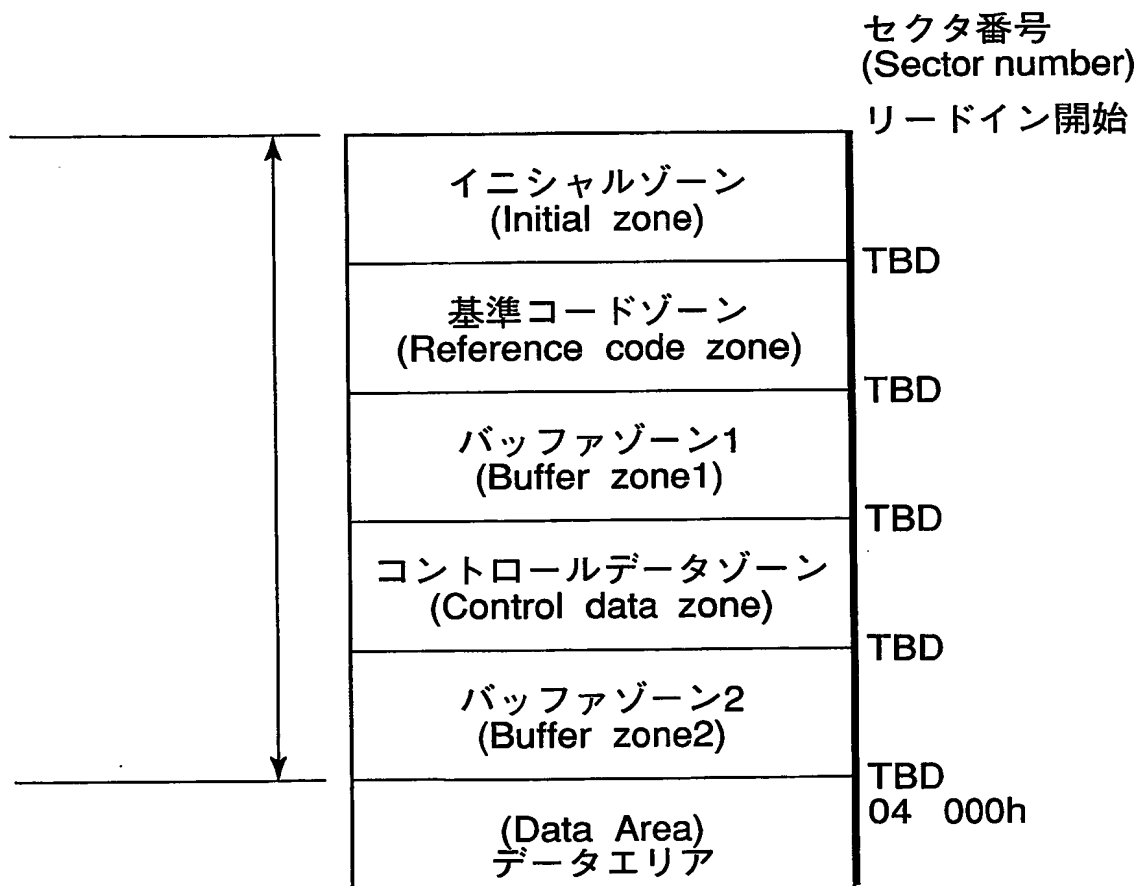 セクタ番号
(Sector number)
リードイン開始
イニシャルゾーン
(Initial zone)
TBD
基準コードゾーン
(Reference code zone)
TBD
バッファゾーン1
(Buffer zone1)
TBD
コントロールデータゾーン
(Control data zone)
TBD
バッファゾーン2
(Buffer zone2)
TBD
04 000h
(Data Area)
データエリア